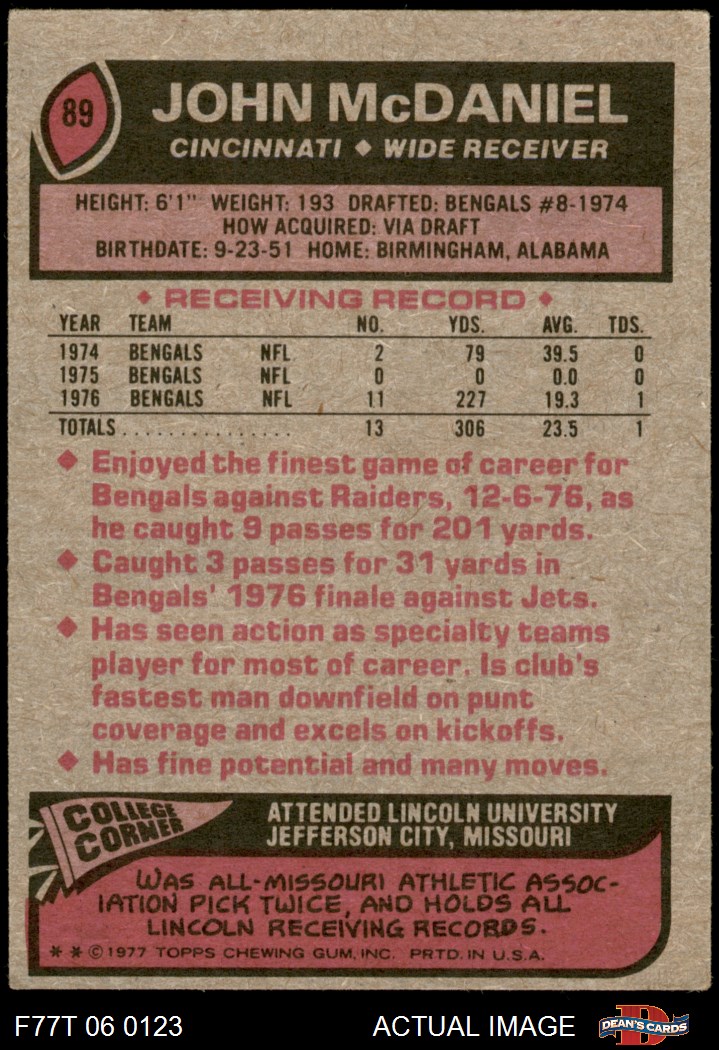 89
JOHN McDANIEL
CINCINNATI ♦ WIDE RECEIVER
HEIGHT: 6'1" WEIGHT: 193 DRAFTED: BENGALS #8-1974
HOW ACQUIRED: VIA DRAFT
BIRTHDATE: 9-23-51 HOME: BIRMINGHAM, ALABAMA
♦ RECEIVING RECORD ♦
YEAR TEAM NO. YDS. AVG. TDS.
1974 BENGALS NFL 2 79 39.5 0
1975 BENGALS NFL 0 0 0.0 0
1976 BENGALS NFL 11 227 19.3 1
TOTALS............... 13 306 23.5 1
♦ Enjoyed the finest game of career for
Bengals against Raiders, 12-6-76, as
he caught 9 passes for 201 yards.
♦ Caught 3 passes for 31 yards in
Bengals' 1976 finale against Jets.
♦ Has seen action as specialty teams
player for most of career. Is club's
fastest man downfield on punt
coverage and excels on kickoffs.
♦ Has fine potential and many moves.
COLLEGE
CORNER
ATTENDED LINCOLN UNIVERSITY
JEFFERSON CITY, MISSOURI
WAS ALL-MISSOURI ATHLETIC ASSOC-
IATION PICK TWICE, AND HOLDS ALL
LINCOLN RECEIVING RECORDS.
* * © 1977 TOPPS CHEWING GUM, INC. PRTD. IN U.S.A.
F77T 06 0123 ACTUAL IMAGE
D
DEAN'S CARDS